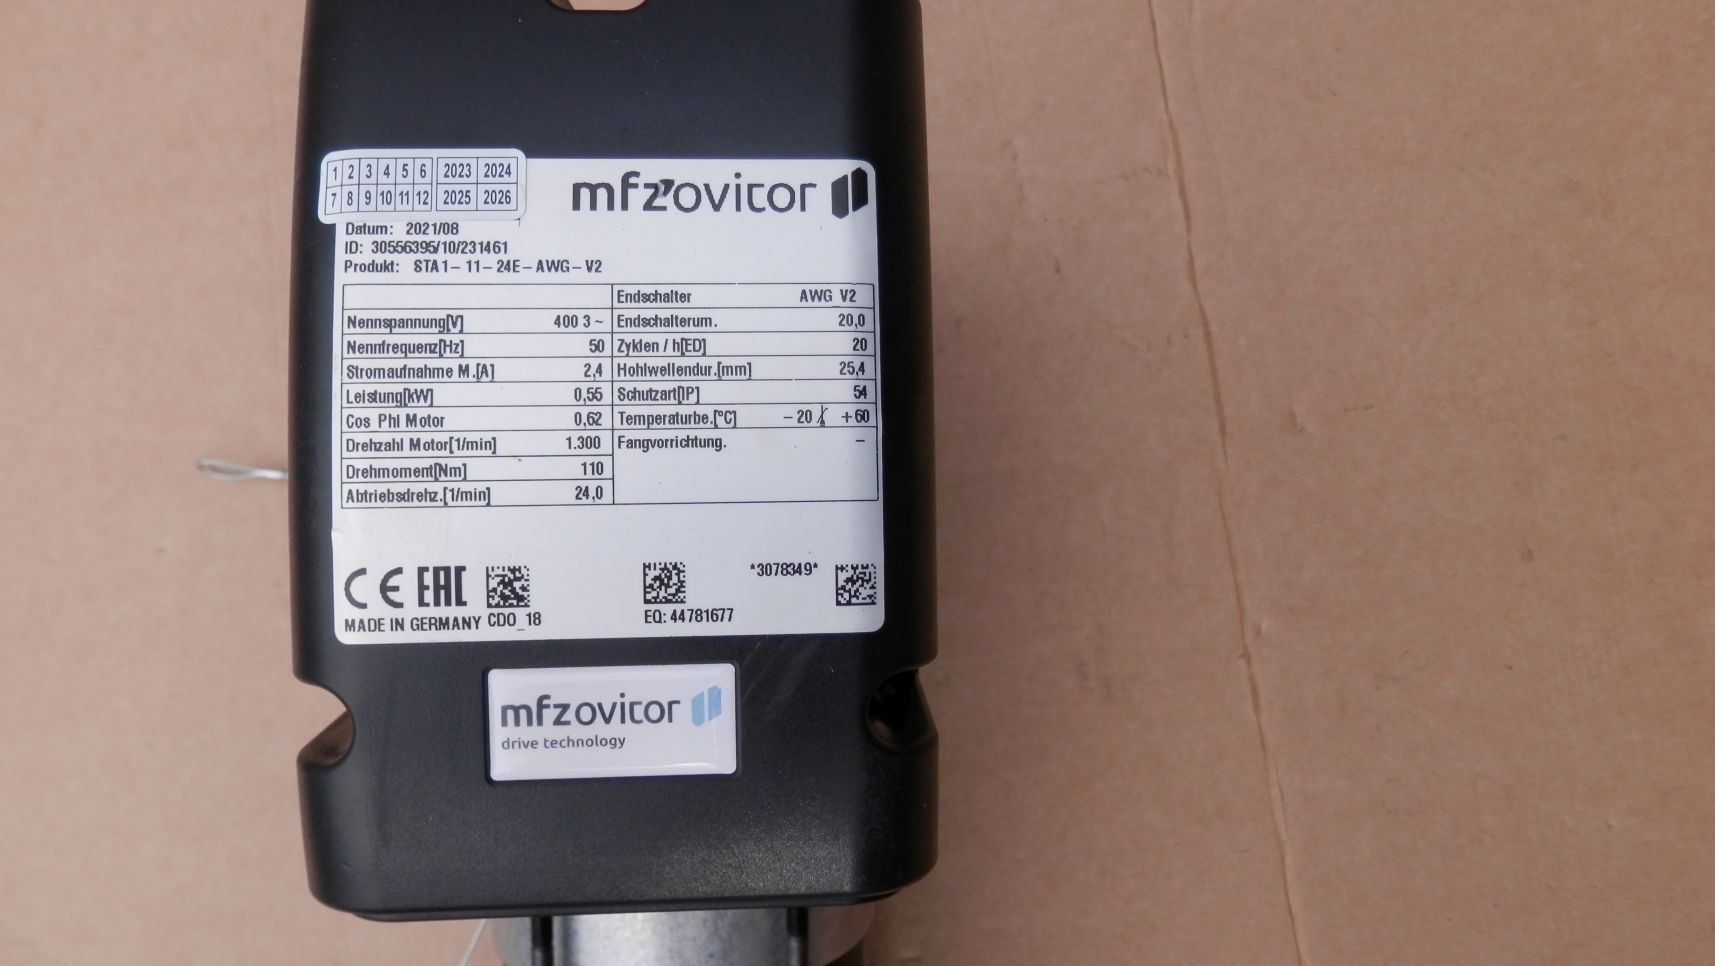 1 2 3 4 5 6 2023 2024
7 8 9 10 11 12 2025 2026
mfzovitor
Datum: 2021/08
ID: 30556395/10/231461
Produkt: STA1-11-24E-AWG-V2
Endschalter AWG V2
Nennspannung[V] 400 3~ Endschalterum. 20,0
Nennfrequenz[Hz] 50 Zyklen / h[ED] 20
Stromaufnahme M.[A] 2,4 Hohlwellendur.[mm] 25,4
Leistung[kW] 0,55 Schutzart[IP] 54
Cos Phi Motor 0,62 Temperaturbe.[°C] -20 / +60
Drehzahl Motor[1/min] 1.300 Fangvorrichtung. -
Drehmoment[Nm] 110
Abtriebsdrehz.[1/min] 24,0
CE EAC *3078349*
MADE IN GERMANY CDO_18 EQ: 44781677
mfzovitor
drive technology